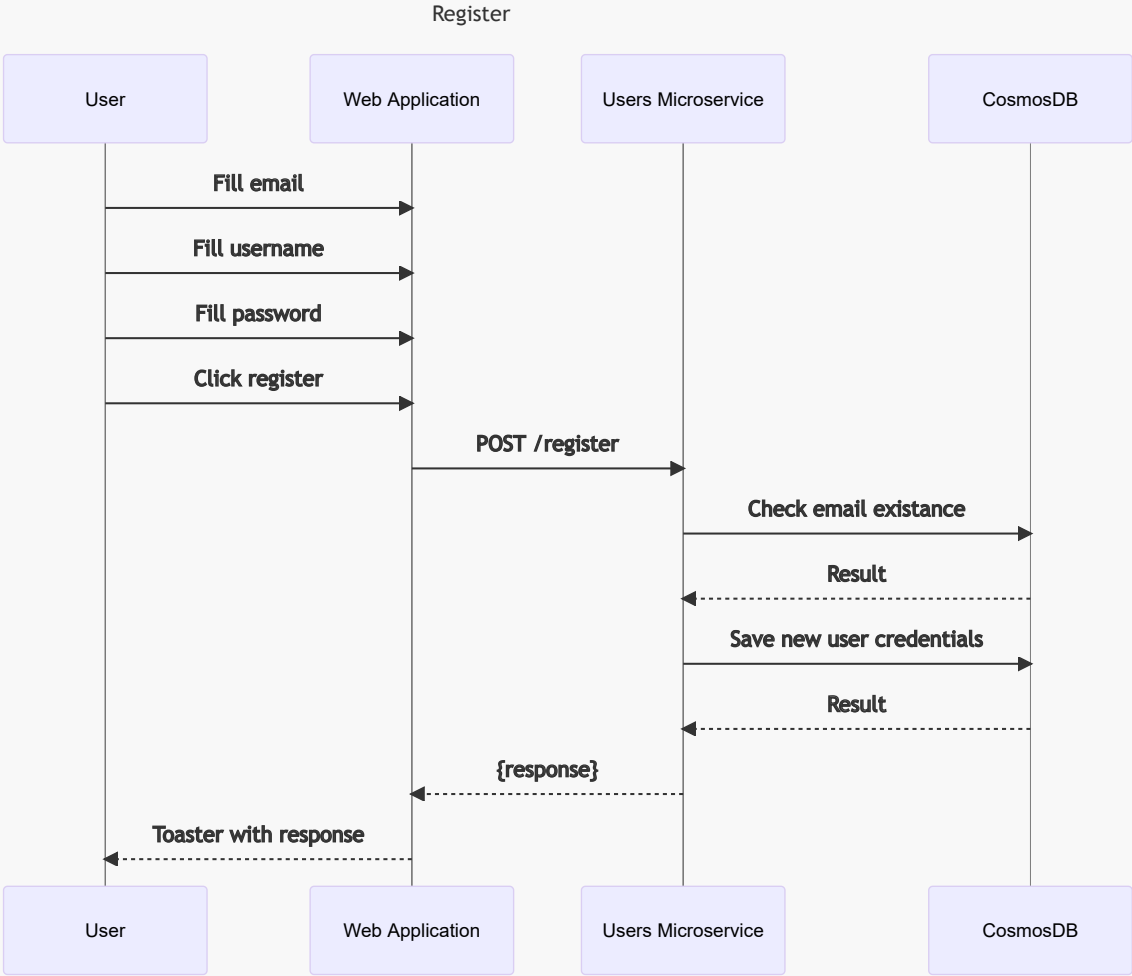 Register
User
Web Application
Users Microservice
CosmosDB
Fill email
Fill username
Fill password
Click register
POST /register
Check email existance
Result
Save new user credentials
Result
{response}
Toaster with response
User
Web Application
Users Microservice
CosmosDB